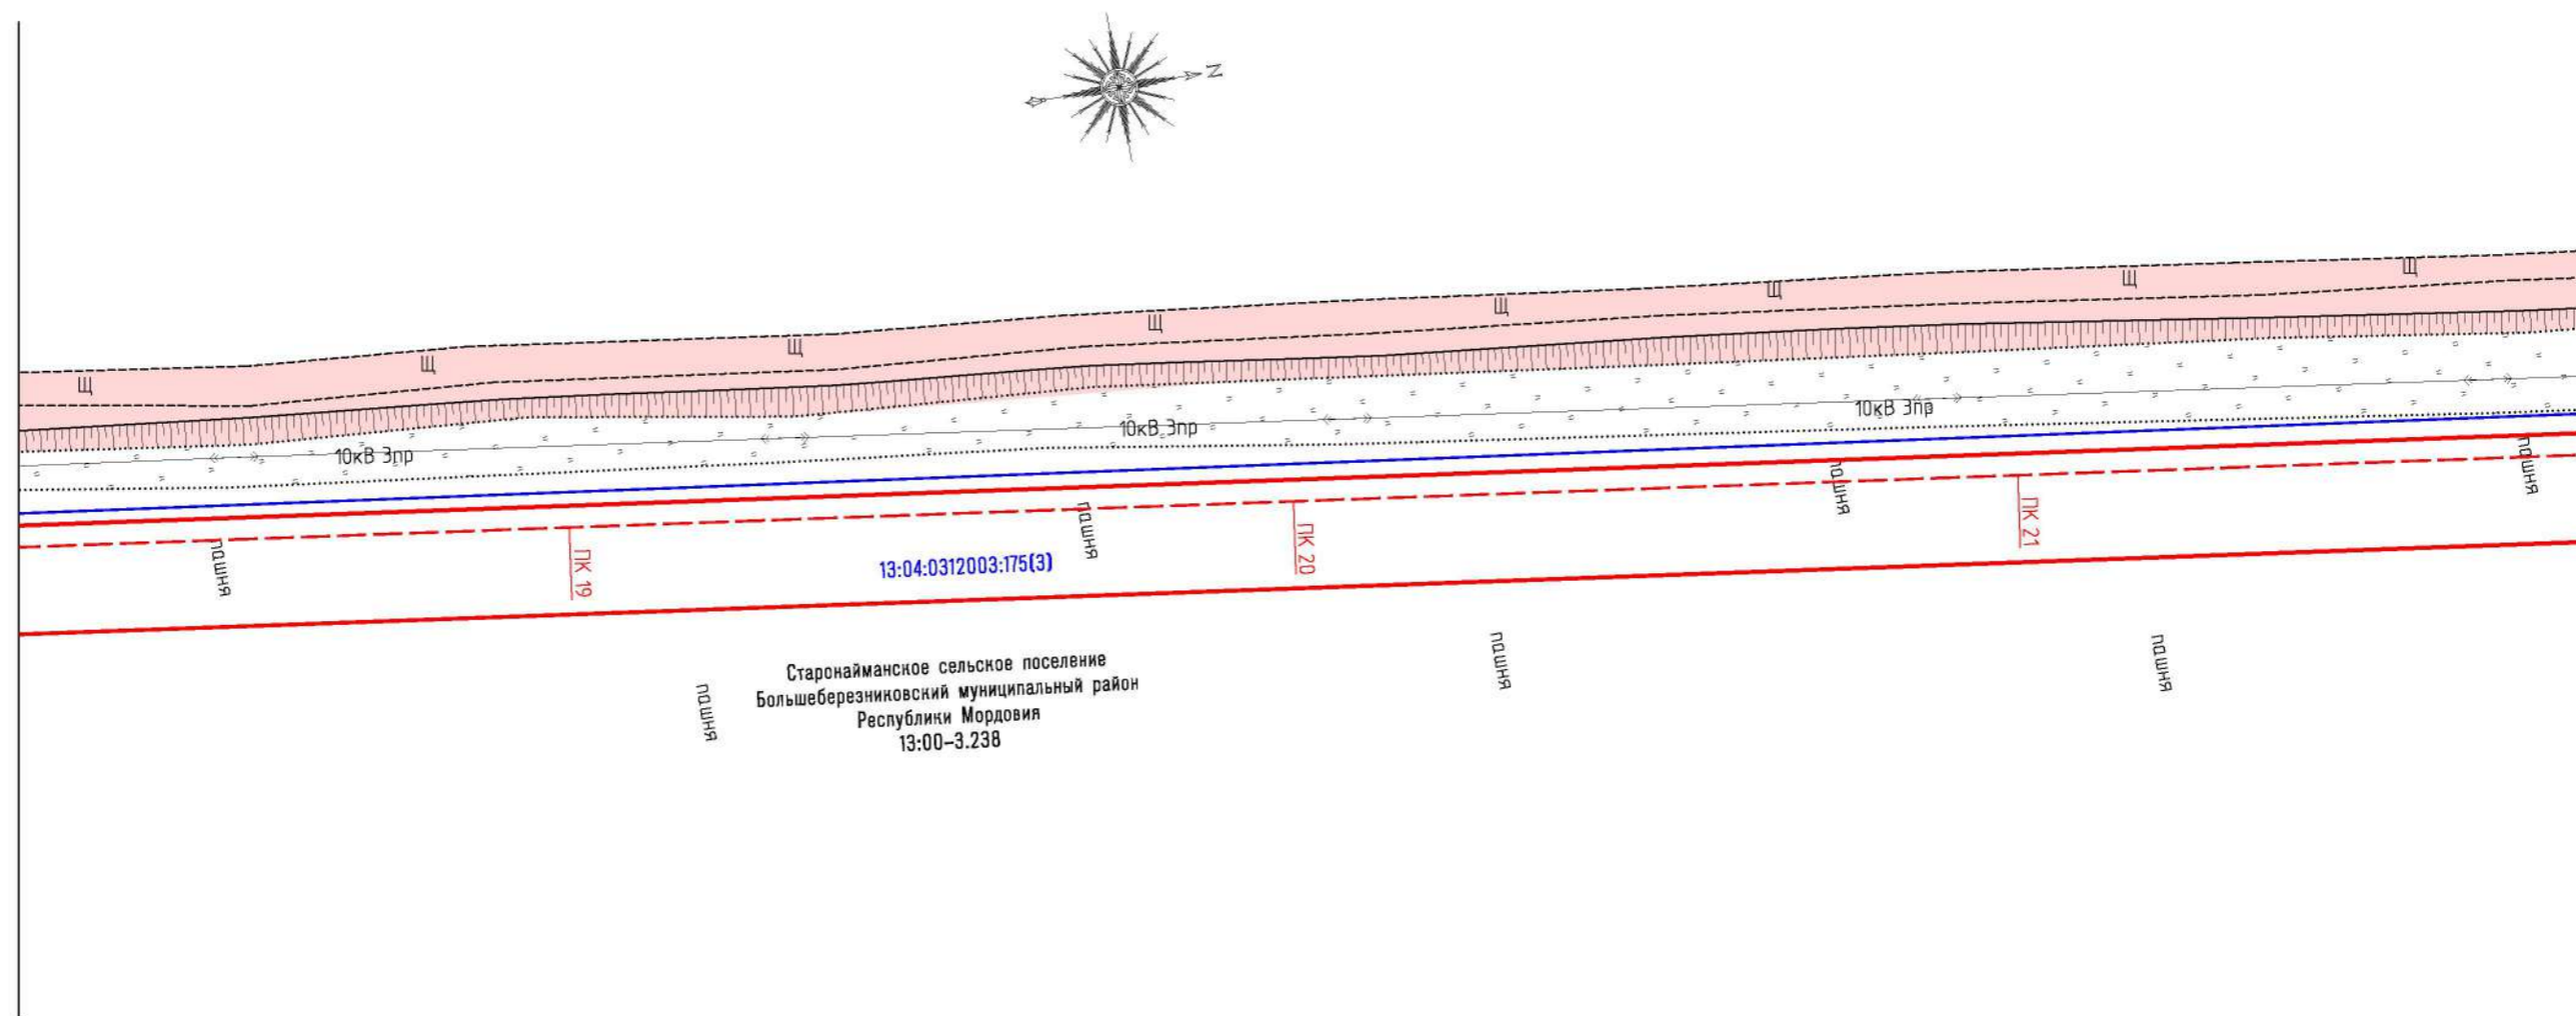 N
Щ
Щ
Щ
Щ
Щ
Щ
Щ
Щ
10кВ 3пр
10кВ 3пр
10кВ 3пр
пашня
пашня
пашня
пашня
ПК 19
ПК 20
ПК 21
13:04:0312003:175(3)
Старонайманское сельское поселение
Большеберезниковский муниципальный район
Республики Мордовия
13:00-3.238
пашня
пашня
пашня